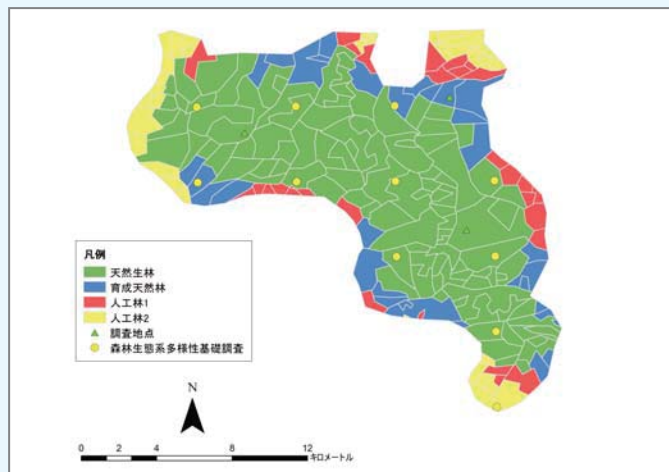 凡例
天然生林
育成天然林
人工林1
人工林2
調査地点
森林生態系多様性基礎調査
N
0 2 4 8 12
キロメートル